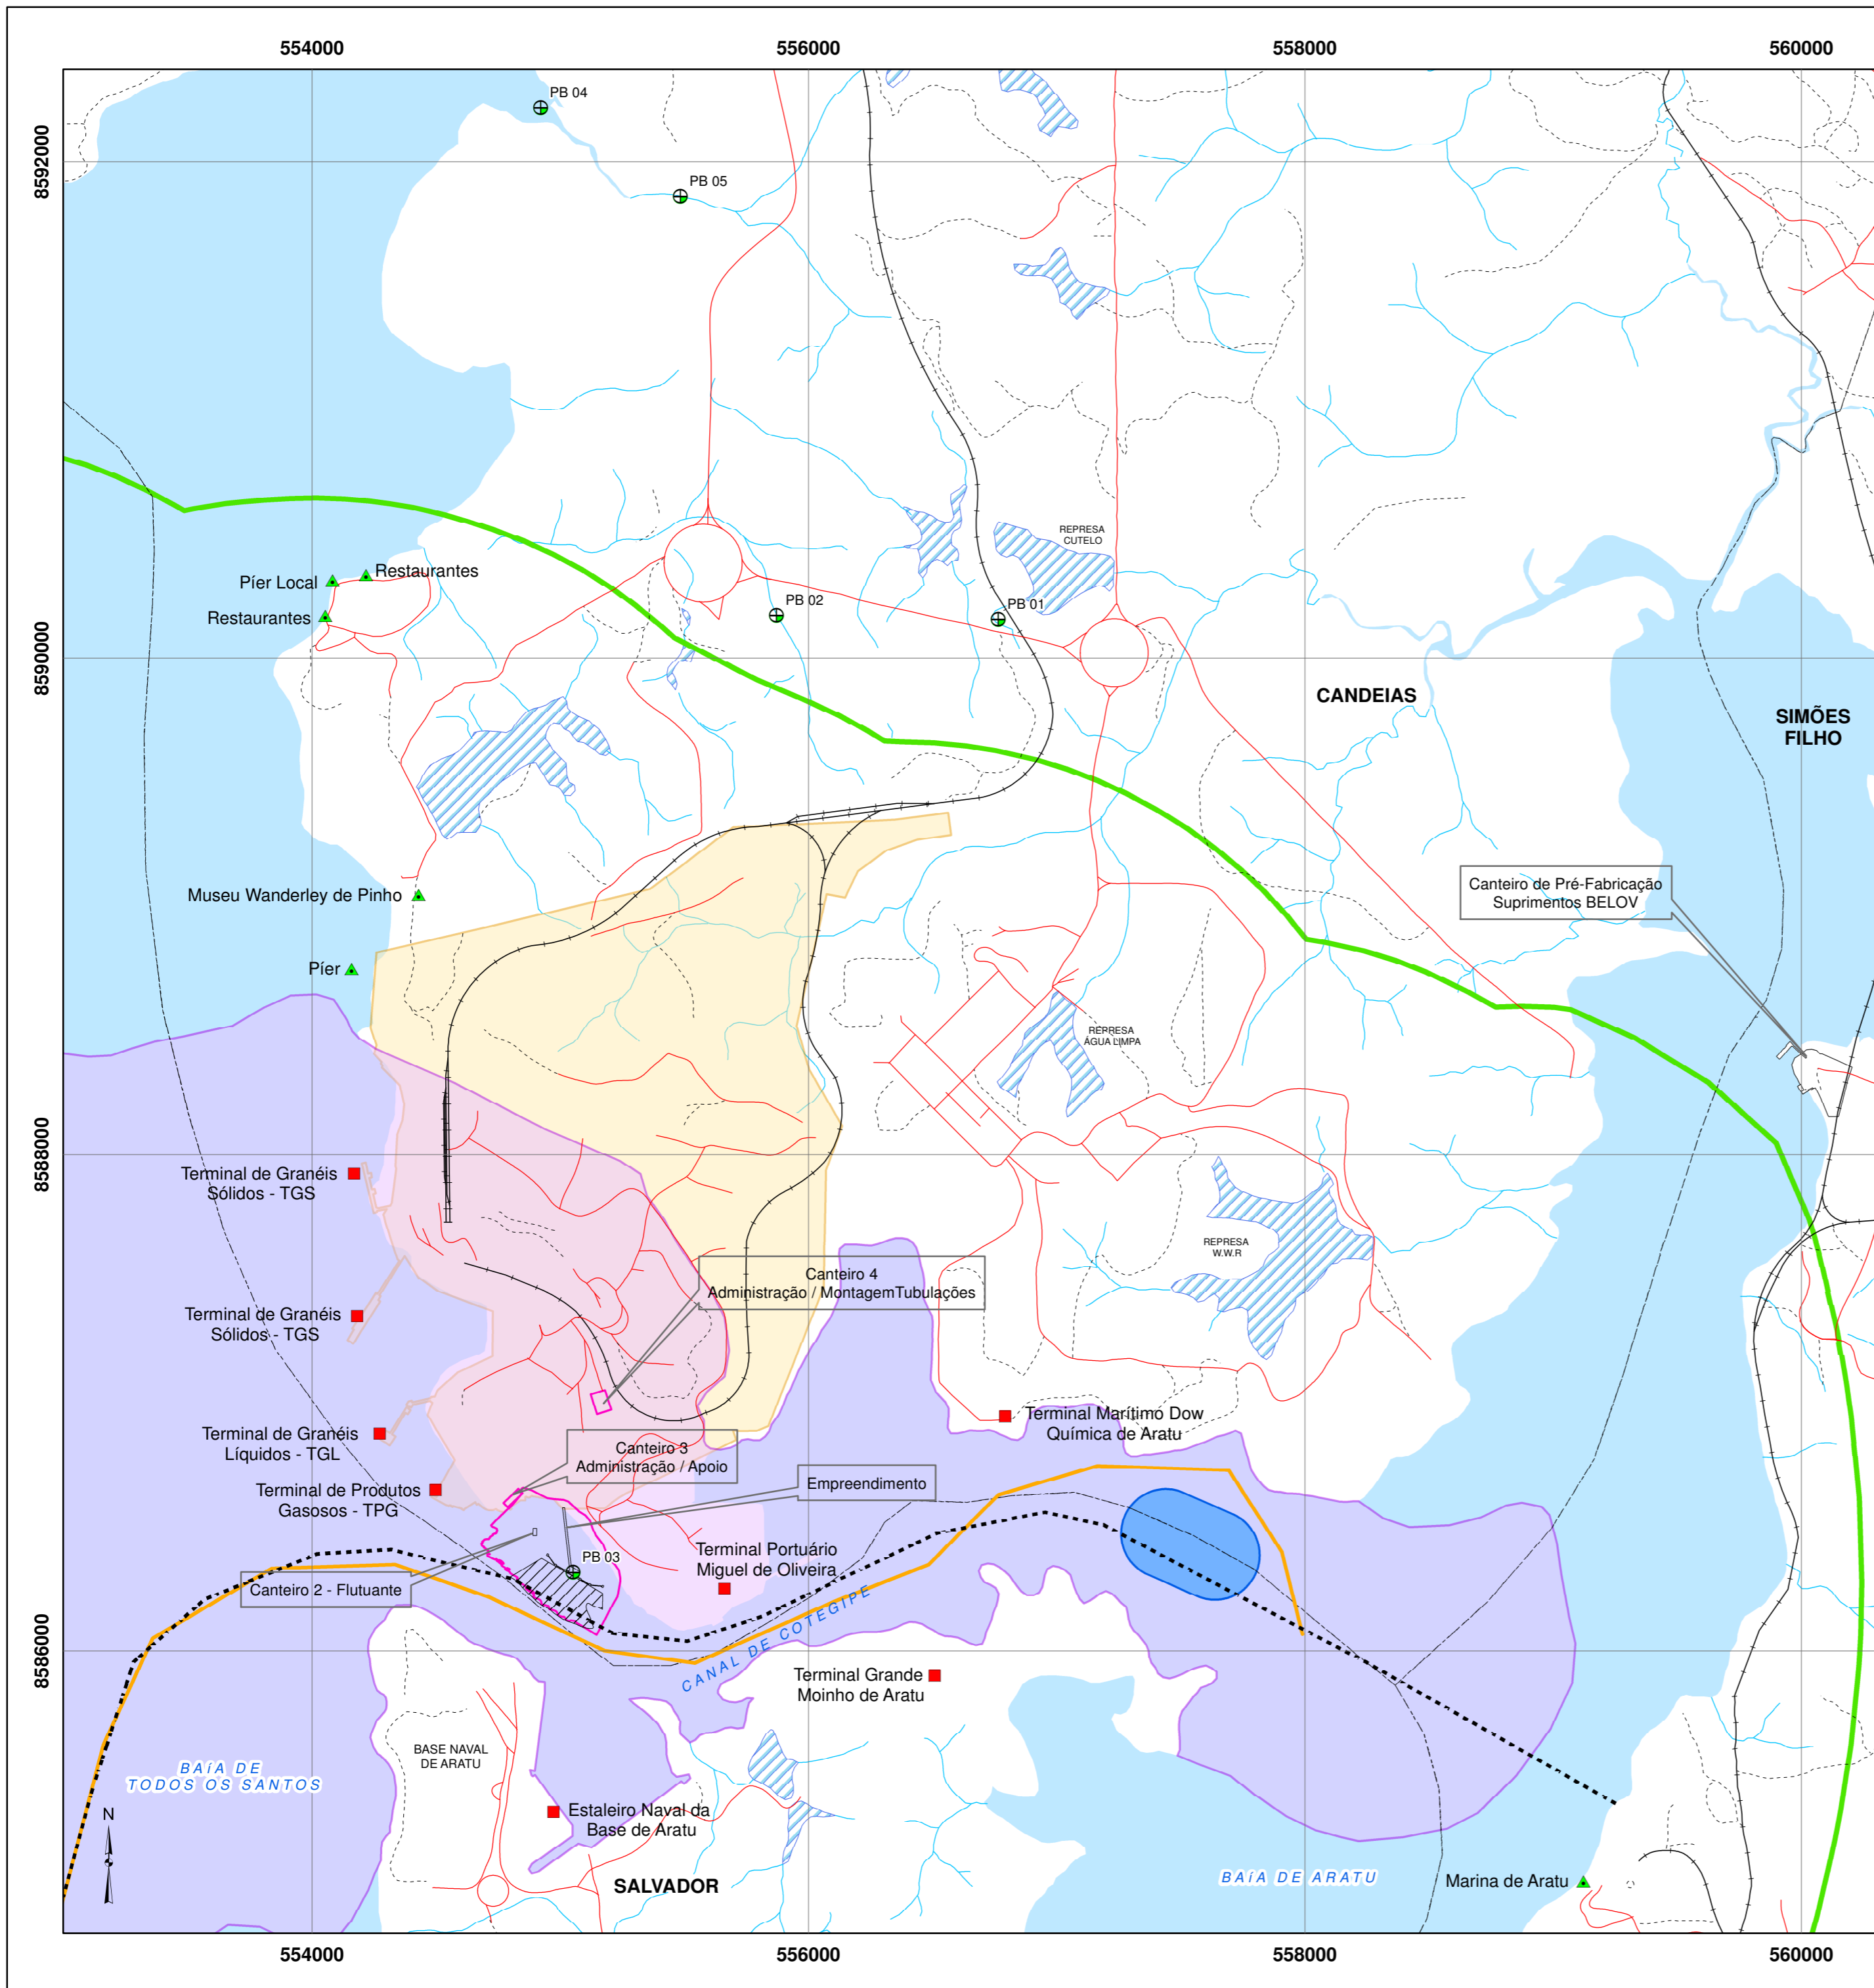 554000
556000
558000
560000
PB 04
8592000
PB 05
REPRESA
CUTELO
Píer Local
Restaurantes
Restaurantes
PB 02
PB 01
8590000
CANDEIAS
SIMÕES
FILHO
Canteiro de Pré-Fabricação
Suprimentos BELOV
Museu Wanderley de Pinho
Píer
REPRESA
ÁGUA LIMPA
8588000
Terminal de Granéis
Sólidos - TGS
REPRESA
W.W.R
Canteiro 4
Administração / MontagemTubulações
Terminal de Granéis
Sólidos - TGS
Terminal Marítimo Dow
Química de Aratu
Terminal de Granéis
Líquidos - TGL
Canteiro 3
Administração / Apoio
Empreendimento
Terminal de Produtos
Gasosos - TPG
PB 03
Terminal Portuário
Miguel de Oliveira
Canteiro 2 - Flutuante
CANAL DE COTEGIPE
8586000
Terminal Grande
Moinho de Aratu
BASE NAVAL
DE ARATU
BAÍA DE
TODOS OS SANTOS
N
Estaleiro Naval da
Base de Aratu
SALVADOR
BAÍA DE ARATU
Marina de Aratu
554000
556000
558000
560000